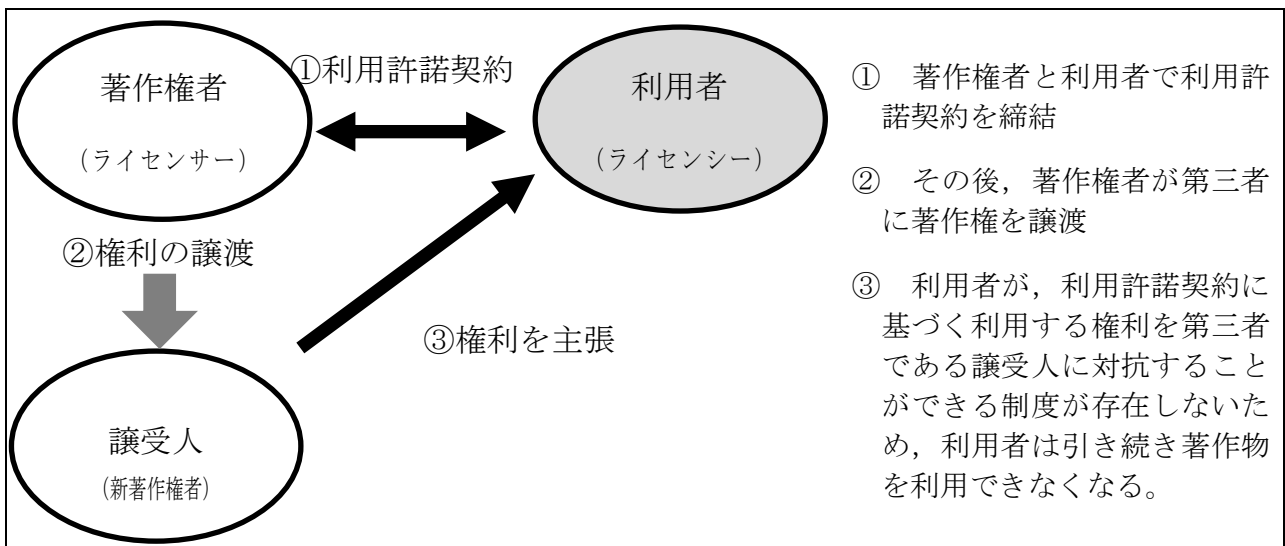 著作権者
(ライセンサー)
①利用許諾契約
利用者
(ライセンシー)
②権利の譲渡
③権利を主張
譲受人
(新著作権者)
①　著作権者と利用者で利用許
諾契約を締結
②　その後，著作権者が第三者
に著作権を譲渡
③　利用者が，利用許諾契約に
基づく利用する権利を第三者
である譲受人に対抗すること
ができる制度が存在しないた
め，利用者は引き続き著作物
を利用できなくなる。